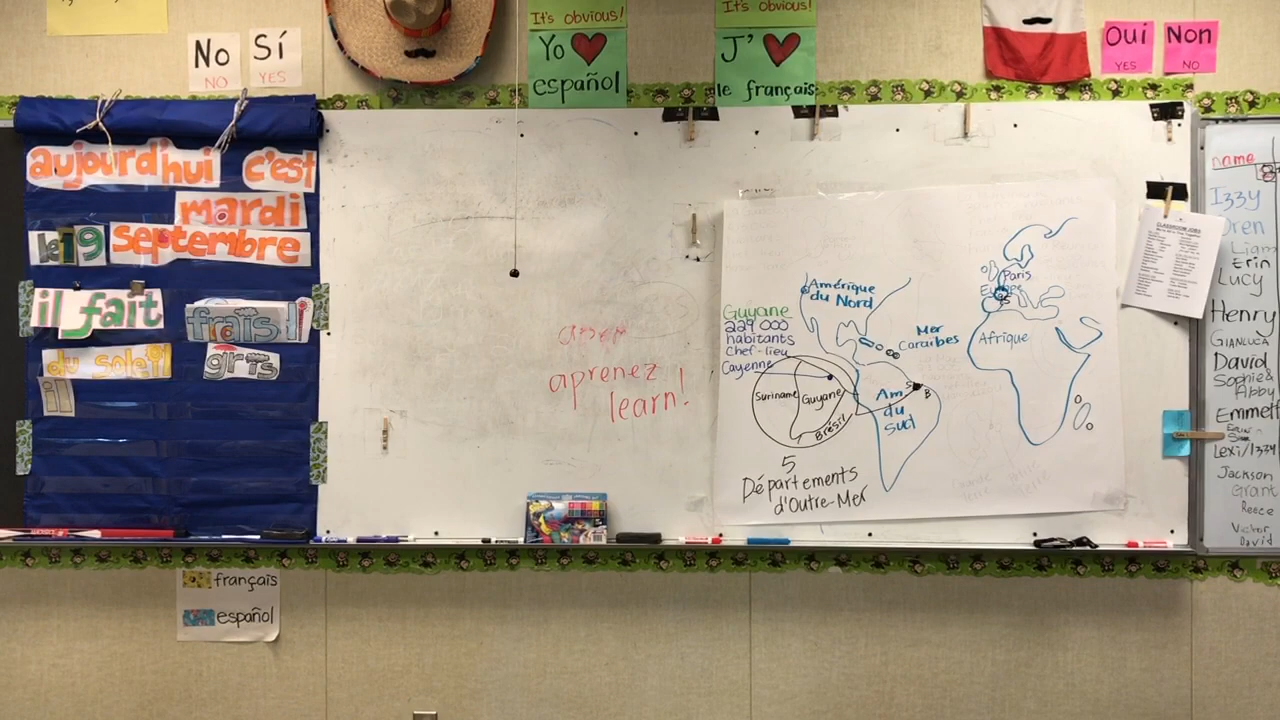 No
NO
Sí
YES
It's obvious!
Yo
español
It's obvious!
J'
le français
Oui
YES
Non
NO
aujourd'hui c'est
mardi
le 19 septembre
il fait frais
du soleil gris
il
aprenez
learn!
Guyane
229 000
habitants
Chef-lieu
Cayenne
Suriname
Guyane
Brésil
5
Départements
d'Outre-Mer
Amérique
du Nord
Mer
Caraïbes
Am
du
sud
B
Paris
Europe
Afrique
CLASSROOM JOBS
name
Izzy
Oren
Liam
Erin
Lucy
Henry
GIANLUCA
David
Sophie &
Abby
Emmett
Lexi/Izzy
Jackson
Grant
Reece
Victor
David
français
español